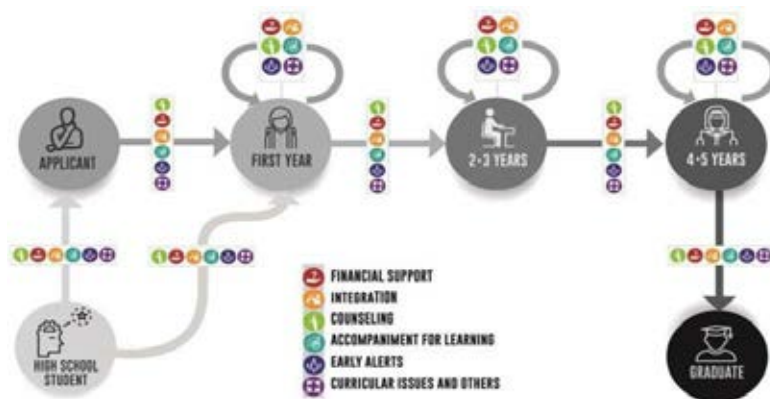 APPLICANT
FIRST YEAR
2+3 YEARS
4+5 YEARS
HIGH SCHOOL
STUDENT
FINANCIAL SUPPORT
INTEGRATION
COUNSELING
ACCOMPANIMENT FOR LEARNING
EARLY ALERTS
CURRICULAR ISSUES AND OTHERS
GRADUATE